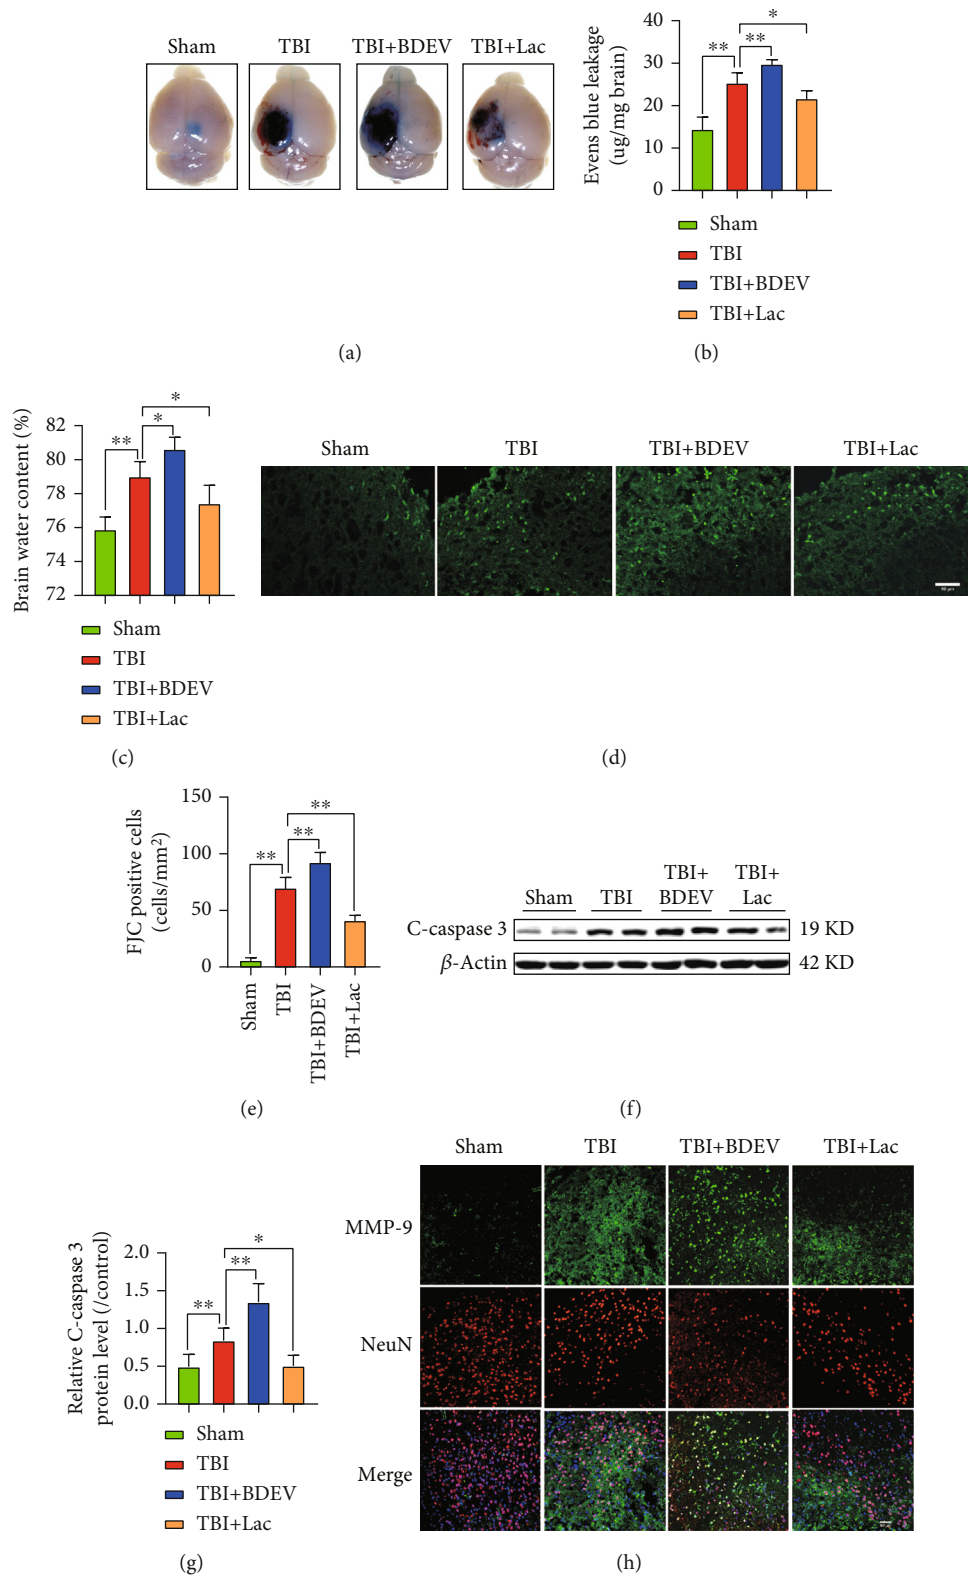 Sham TBI TBI+BDEV TBI+Lac
(a)
Evens blue leakage
(ug/mg brain)
40
30
20
10
0
** ** *
Sham
TBI
TBI+BDEV
TBI+Lac
(b)
Brain water content (%)
82
80
78
76
74
72
** * *
Sham
TBI
TBI+BDEV
TBI+Lac
(c)
Sham TBI TBI+BDEV TBI+Lac
(d)
FJC positive cells
(cells/mm²)
150
100
50
0
** ** **
Sham
TBI
TBI+BDEV
TBI+Lac
(e)
Sham TBI TBI+ BDEV TBI+ Lac
C-caspase 3 19 KD
β-Actin 42 KD
(f)
Relative C-caspase 3
protein level (/control)
2.0
1.5
1.0
0.5
0.0
** ** *
Sham
TBI
TBI+BDEV
TBI+Lac
(g)
Sham TBI TBI+BDEV TBI+Lac
MMP-9
NeuN
Merge
(h)